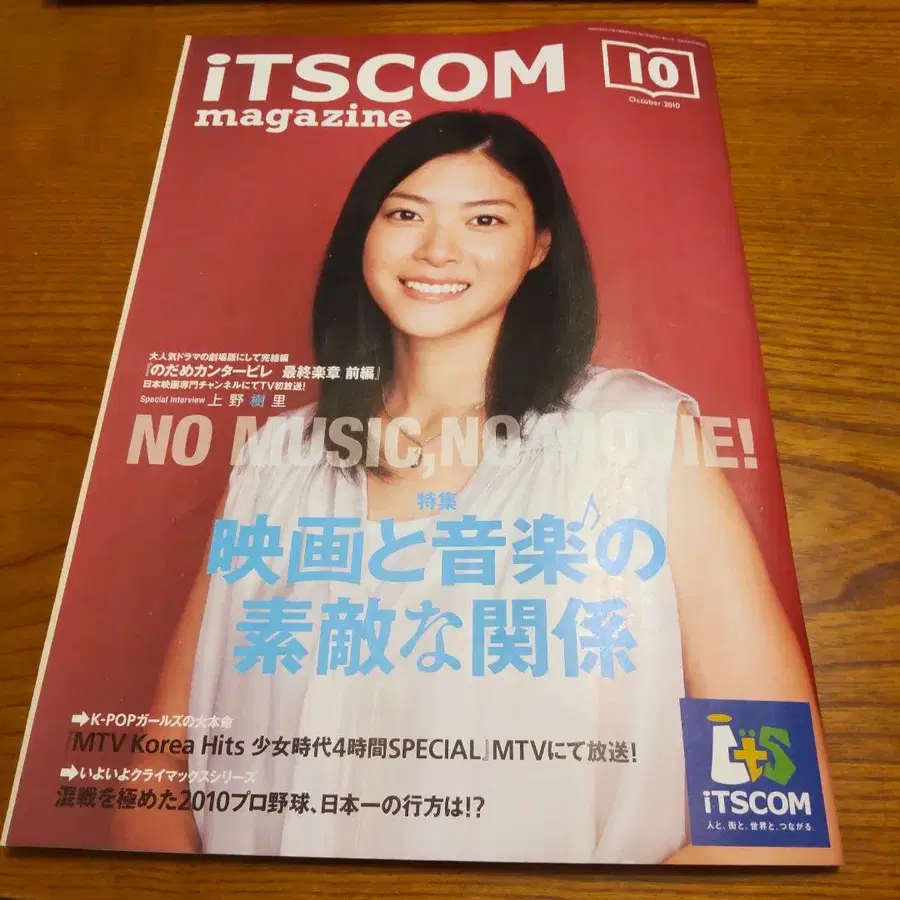 iTSCOM
magazine
10
October.2010
大人気ドラマの劇場版にして完結編
『のだめカンタービレ 最終楽章 前編』
日本映画専門チャンネルにてTV初放送!
Special Interview 上野樹里
NO MUSIC,NO MOVIE!
特集
映画と音楽♪の
素敵な関係
➡K-POPガールズの大本命
『MTV Korea Hits 少女時代4時間SPECIAL』MTVにて放送!
➡いよいよクライマックスシリーズ
混戦を極めた2010プロ野球、日本一の行方は!?
itS
iTSCOM
人と、街と、世界と、つながる。